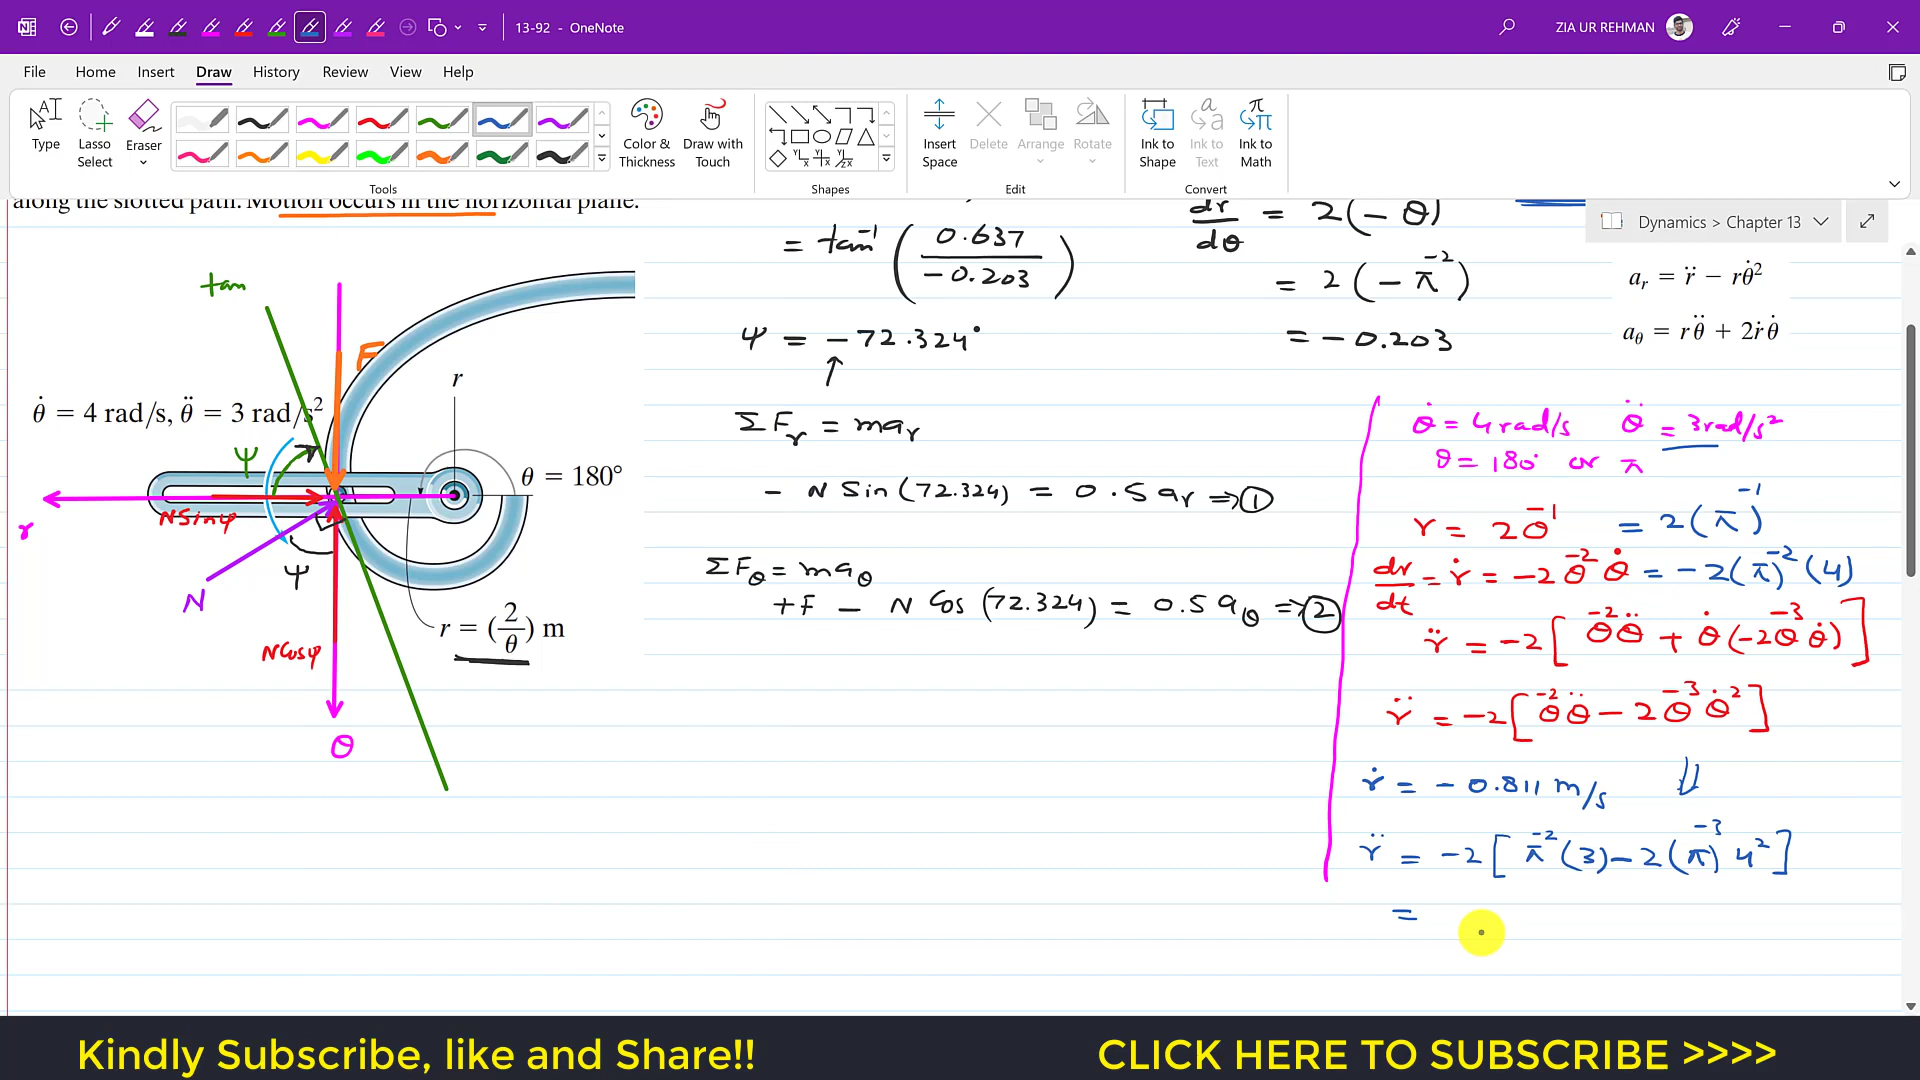 13-92 - OneNote
ZIA UR REHMAN
File Home Insert Draw History Review View Help
Type
Lasso Select
Eraser
Color & Thickness
Draw with Touch
Insert Space
Delete
Arrange
Rotate
Ink to Shape
Ink to Text
Ink to Math
Tools
Shapes
Edit
Convert
Dynamics > Chapter 13
along the slotted path. Motion occurs in the horizontal plane.
tan
F
r
θ̇ = 4 rad/s, θ̈ = 3 rad/s²
ψ
θ = 180°
r
N Sinφ
ψ
N
N Cosφ
r = (2/θ) m
θ
= tan⁻¹ (0.637 / -0.203)
ψ = -72.324°
↑
ΣFr = mar
- N Sin(72.324) = 0.5 ar ⇒ ①
ΣFθ = maθ
+F - N Cos (72.324) = 0.5 aθ ⇒ ②
dr/dθ = 2(-θ)
= 2(-π⁻²)
= -0.203
ar = r̈ - rθ̇²
aθ = rθ̈ + 2ṙθ̇
θ̇ = 4 rad/s θ̈ = 3 rad/s²
θ = 180° or π
r = 2θ⁻¹ = 2(π)⁻¹
dr/dt = ṙ = -2θ⁻²θ̇ = -2(π)⁻²(4)
r̈ = -2[θ⁻²θ̈ + θ̇(-2θ⁻³θ̇)]
r̈ = -2[θ⁻²θ̈ - 2θ⁻³θ̇²]
ṙ = -0.811 m/s
r̈ = -2[π⁻²(3) - 2(π)⁻³ 4²]
=
Kindly Subscribe, like and Share!!
CLICK HERE TO SUBSCRIBE >>>>